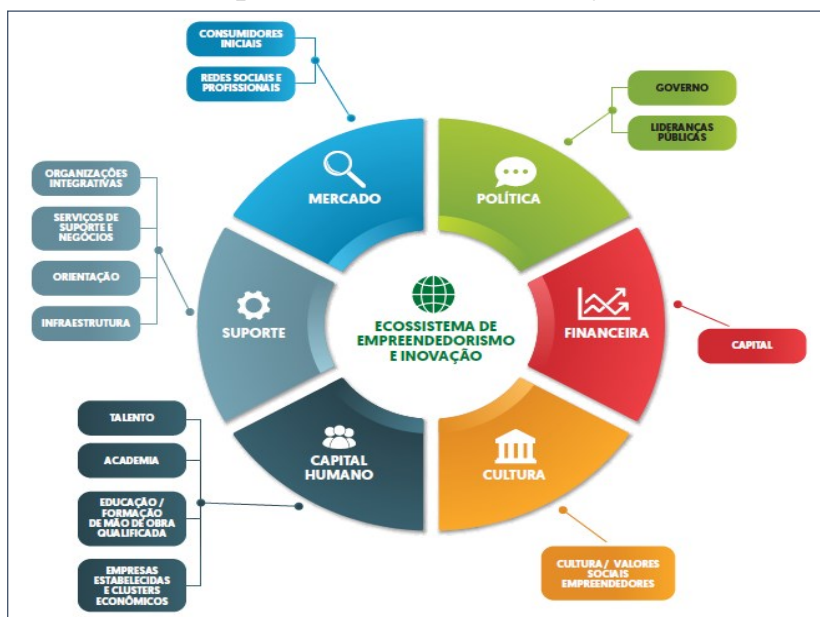 CONSUMIDORES
INICIAIS
REDES SOCIAIS E
PROFISSIONAIS
GOVERNO
LIDERANÇAS
PÚBLICAS
MERCADO
POLÍTICA
ORGANIZAÇÕES
INTEGRATIVAS
SERVIÇOS DE
SUPORTE E
NEGÓCIOS
ORIENTAÇÃO
INFRAESTRUTURA
SUPORTE
ECOSSISTEMA DE
EMPREENDEDORISMO
E INOVAÇÃO
FINANCEIRA
CAPITAL
TALENTO
ACADEMIA
EDUCAÇÃO /
FORMAÇÃO
DE MÃO DE OBRA
QUALIFICADA
EMPRESAS
ESTABELECIDAS
E CLUSTERS
ECONÔMICOS
CAPITAL
HUMANO
CULTURA
CULTURA / VALORES
SOCIAIS
EMPREENDEDORES